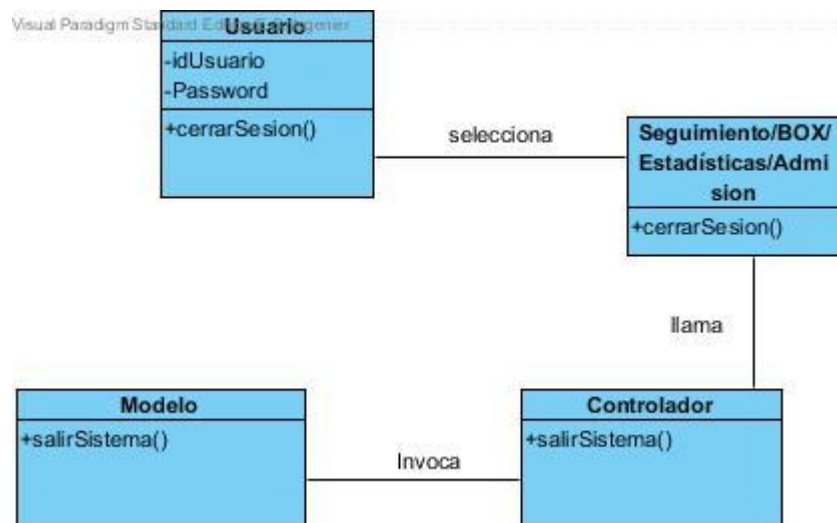 Visual Paradigm Standard
Usuario
-idUsuario
-Password
+cerrarSesion()
selecciona
Seguimiento/BOX/
Estadísticas/Admi
sion
+cerrarSesion()
llama
Modelo
+salirSistema()
Invoca
Controlador
+salirSistema()